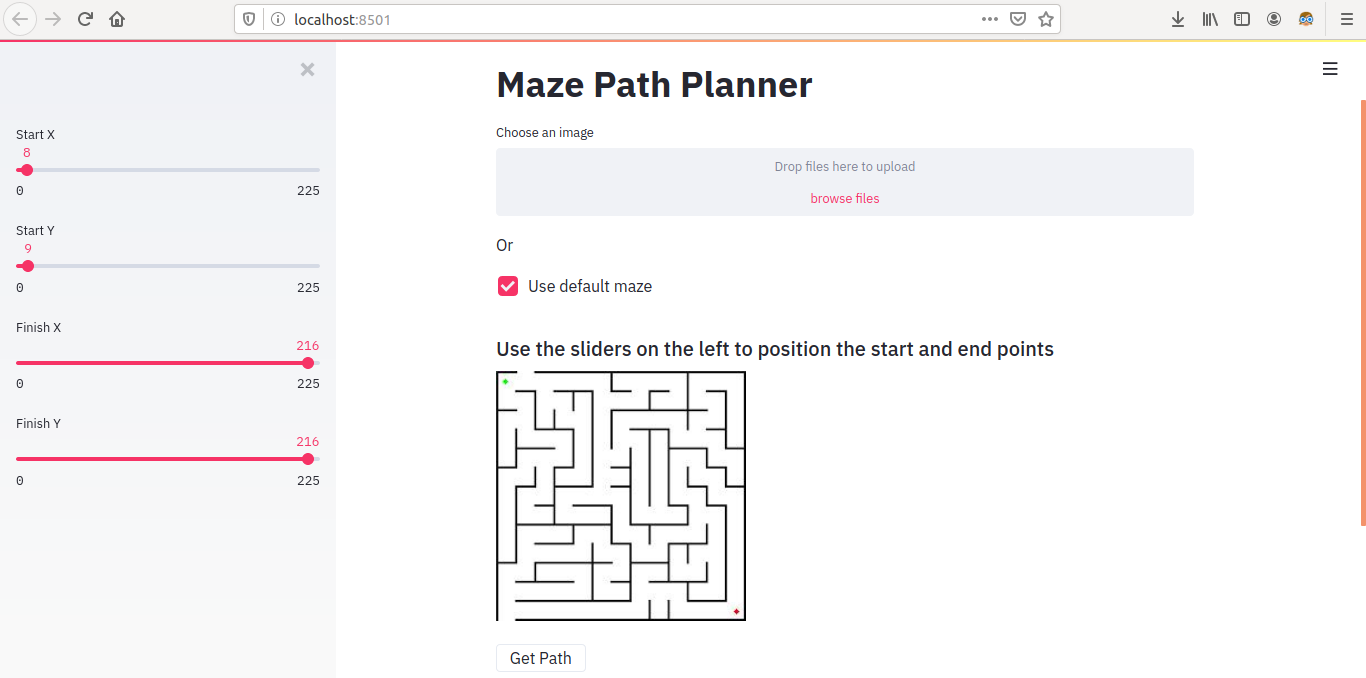 localhost:8501
Start X
8
0 225
Start Y
9
0 225
Finish X
216
0 225
Finish Y
216
0 225
Maze Path Planner
Choose an image
Drop files here to upload
browse files
Or
Use default maze
Use the sliders on the left to position the start and end points
Get Path